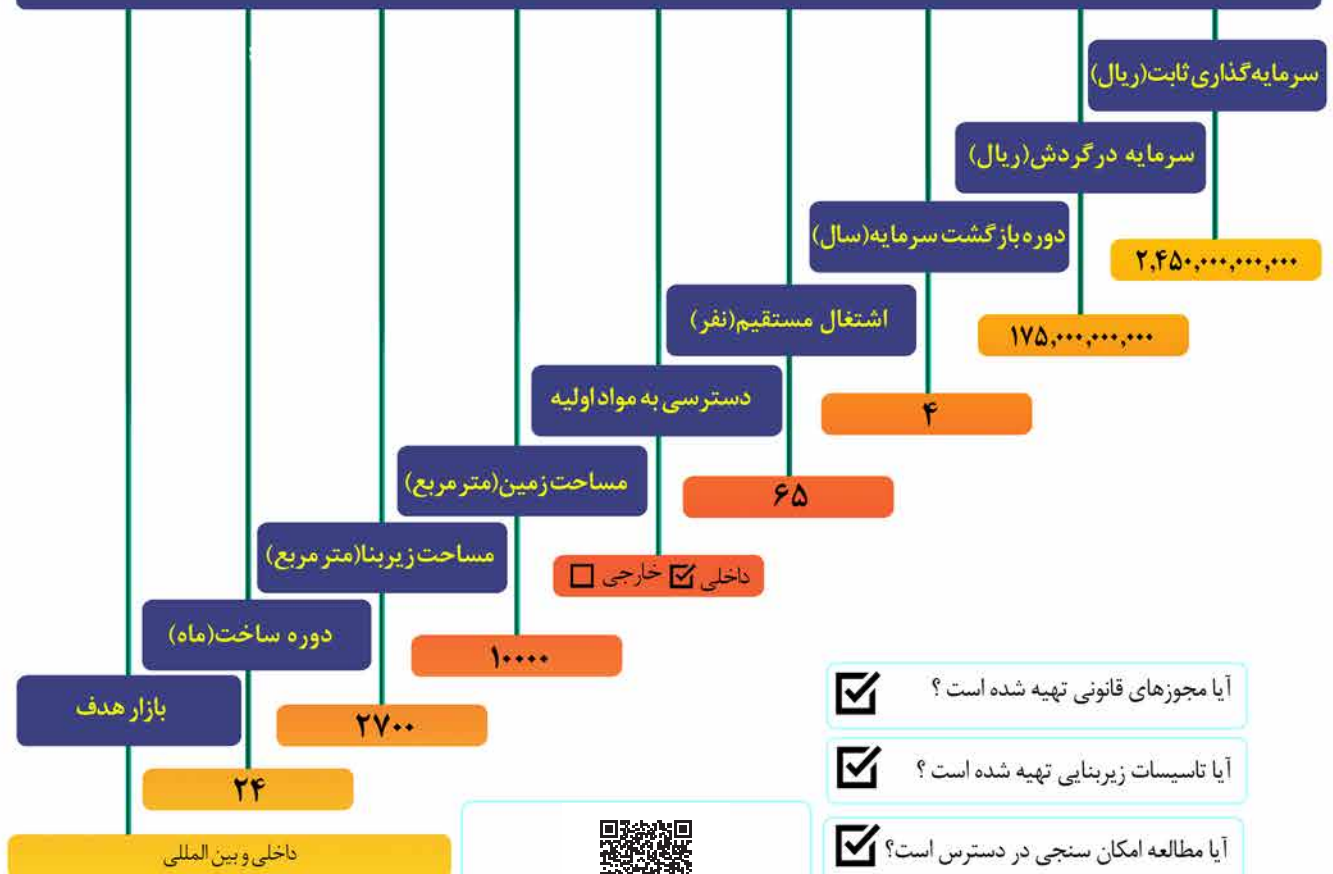 سرمایه‌گذاری ثابت(ریال)
۲,۴۵۰,۰۰۰,۰۰۰,۰۰۰
سرمایه در گردش(ریال)
۱۷۵,۰۰۰,۰۰۰,۰۰۰
دوره بازگشت سرمایه(سال)
۴
اشتغال مستقیم(نفر)
۶۵
دسترسی به مواد اولیه
داخلی ☑ خارجی ☐
مساحت زمین(متر مربع)
۱۰۰۰۰
مساحت زیربنا(متر مربع)
۲۷۰۰
دوره ساخت(ماه)
۲۴
بازار هدف
داخلی و بین المللی
آیا مجوزهای قانونی تهیه شده است ؟ ☑
آیا تاسیسات زیربنایی تهیه شده است ؟ ☑
آیا مطالعه امکان سنجی در دسترس است؟ ☑